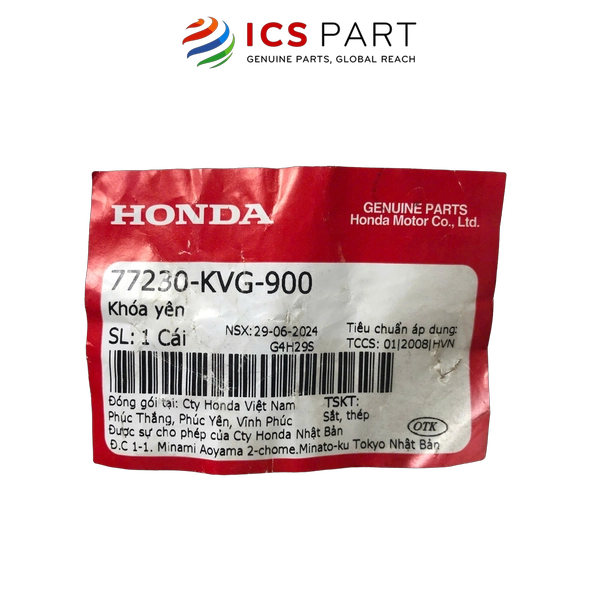 ICS PART
GENUINE PARTS, GLOBAL REACH
HONDA
GENUINE PARTS
Honda Motor Co., Ltd.
77230-KVG-900
Khóa yên
SL: 1 Cái
NSX: 29-06-2024
G4H29S
Tiêu chuẩn áp dụng:
TCCS: 01|2008|HVN
Đóng gói tại: Cty Honda Việt Nam
Phúc Thắng, Phúc Yên, Vĩnh Phúc
TSKT:
Sắt, thép
Được sự cho phép của Cty Honda Nhật Bản
Đ.C 1-1. Minami Aoyama 2-chome.Minato-ku Tokyo Nhật Bản
OTK